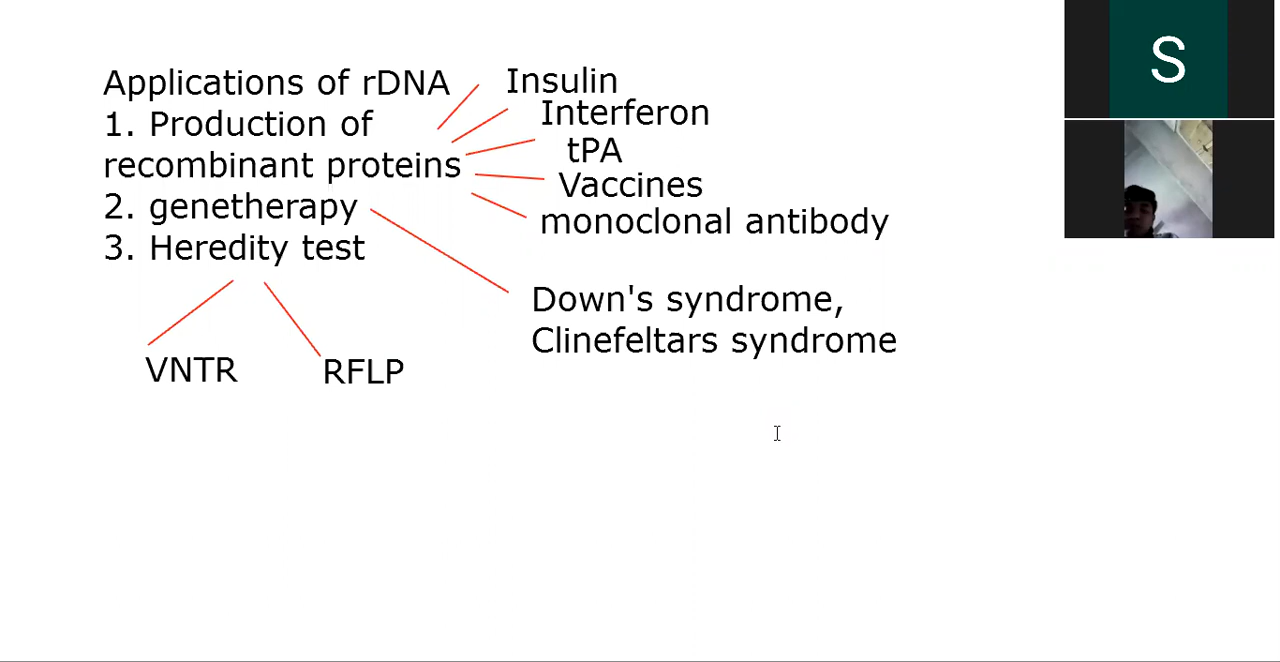 Applications of rDNA
1. Production of
recombinant proteins
2. genetherapy
3. Heredity test
Insulin
Interferon
tPA
Vaccines
monoclonal antibody
Down's syndrome,
Clinefeltars syndrome
VNTR
RFLP
S